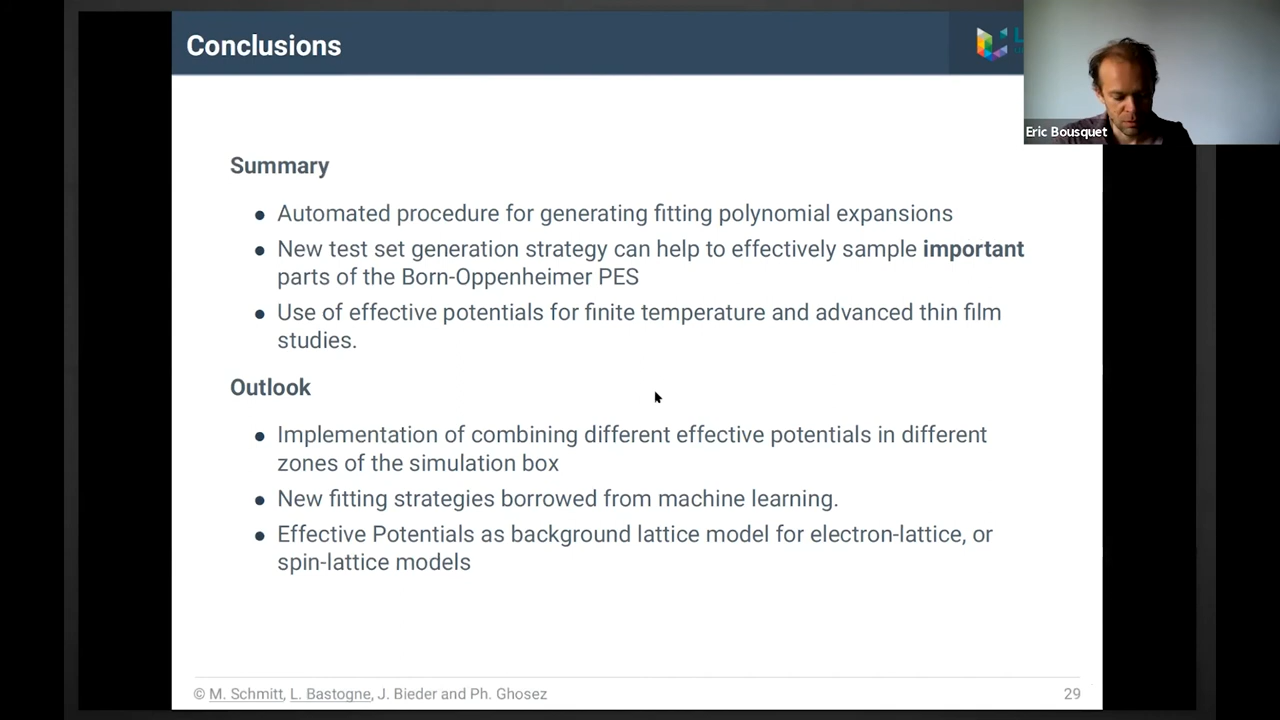 Conclusions
Eric Bousquet
Summary
● Automated procedure for generating fitting polynomial expansions
● New test set generation strategy can help to effectively sample important
parts of the Born-Oppenheimer PES
● Use of effective potentials for finite temperature and advanced thin film
studies.
Outlook
● Implementation of combining different effective potentials in different
zones of the simulation box
● New fitting strategies borrowed from machine learning.
● Effective Potentials as background lattice model for electron-lattice, or
spin-lattice models
© M. Schmitt, L. Bastogne, J. Bieder and Ph. Ghosez
29